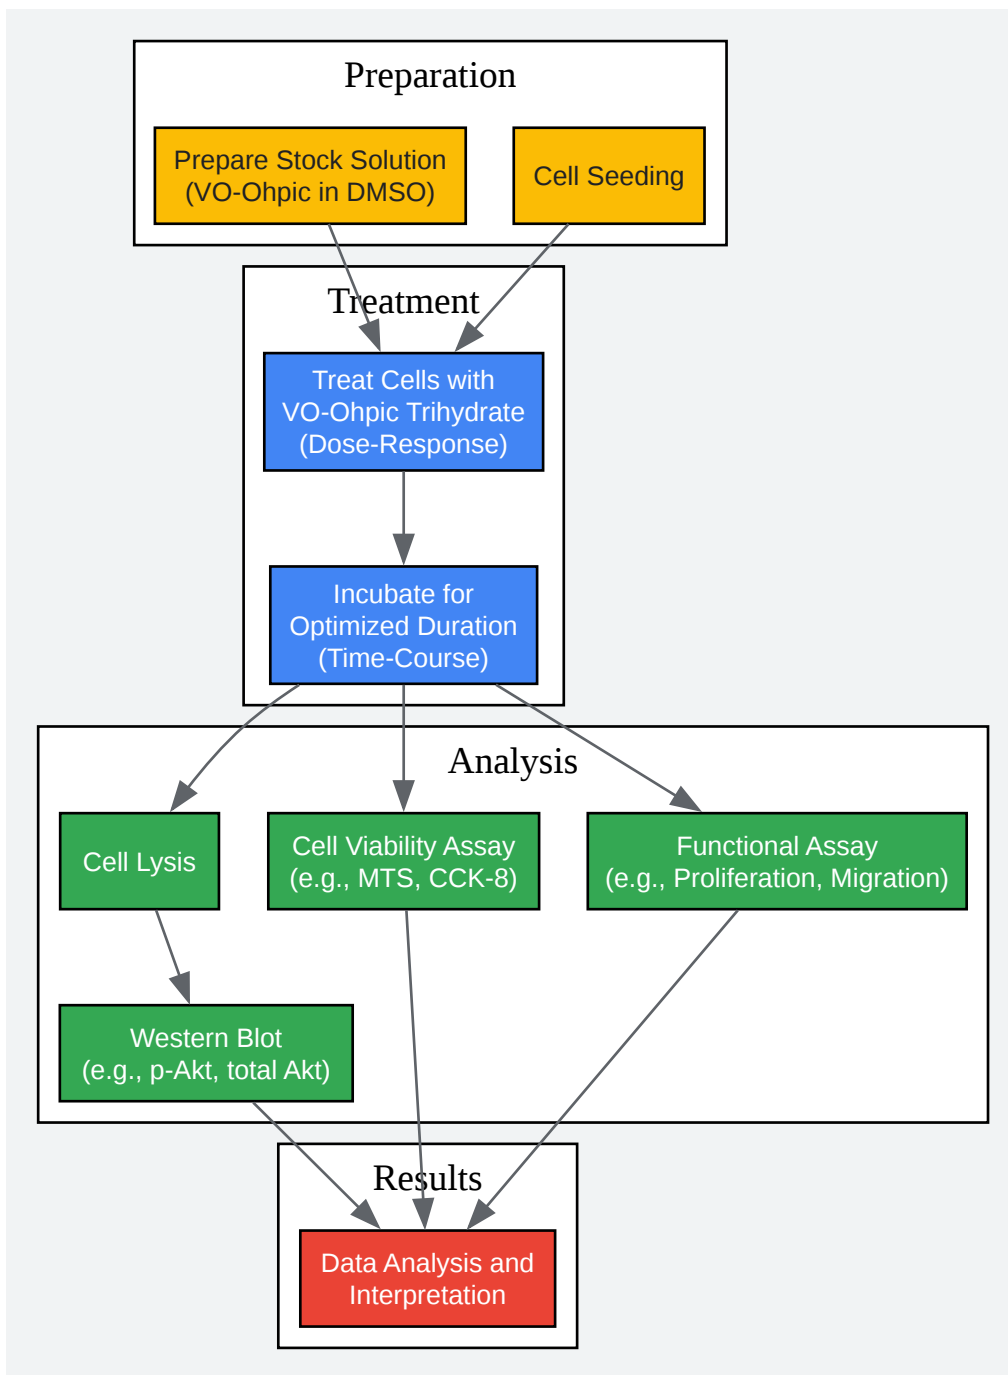 Preparation
Prepare Stock Solution
(VO-Ohpic in DMSO)
Cell Seeding
Treatment
Treat Cells with
VO-Ohpic Trihydrate
(Dose-Response)
Incubate for
Optimized Duration
(Time-Course)
Analysis
Cell Lysis
Cell Viability Assay
(e.g., MTS, CCK-8)
Functional Assay
(e.g., Proliferation, Migration)
Western Blot
(e.g., p-Akt, total Akt)
Results
Data Analysis and
Interpretation